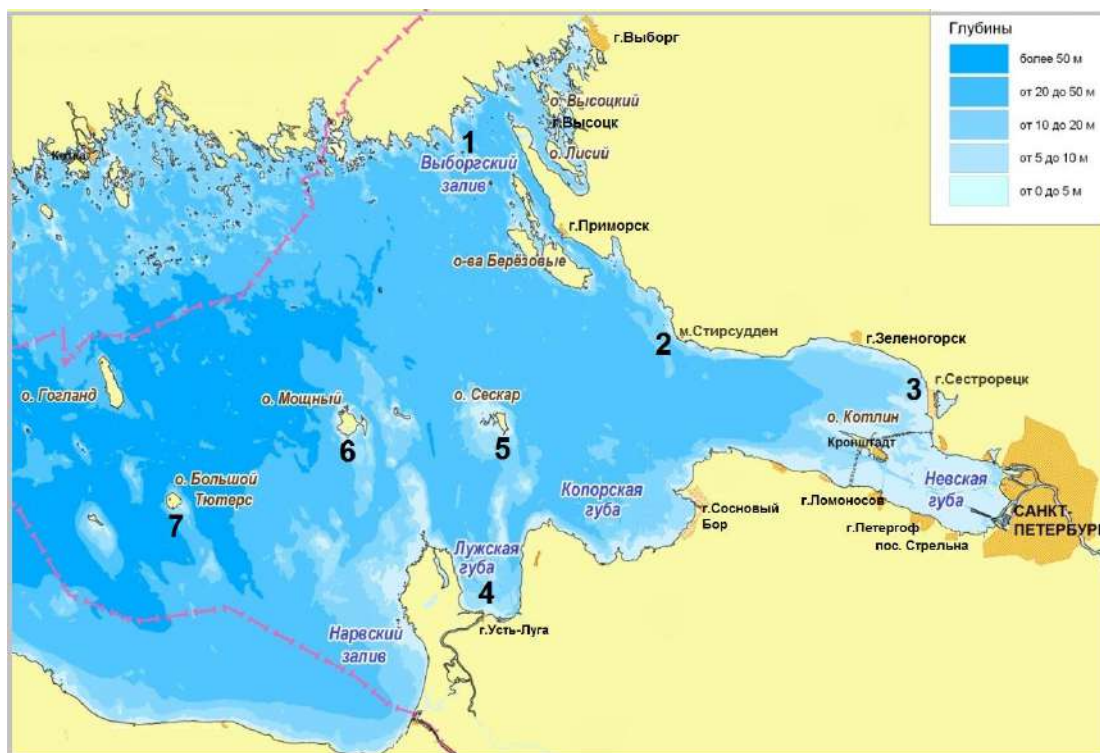 Глубины
более 50 м
от 20 до 50 м
от 10 до 20 м
от 5 до 10 м
от 0 до 5 м
г.Выборг
о. Высоцкий
г.Высоцк
о. Лисий
1
Выборгский
залив
Котка
г.Приморск
о-ва Берёзовые
2
м.Стирсудден
г.Зеленогорск
3
г.Сестрорецк
о. Гогланд
о. Мощный
6
о. Сескар
5
о. Котлин
Кронштадт
Невская
губа
о. Большой
Тютерс
7
Копорская
губа
г.Сосновый
Бор
г.Ломоносов
г.Петергоф
пос. Стрельна
САНКТ-
ПЕТЕРБУРГ
Лужская
губа
4
г.Усть-Луга
Нарвский
залив